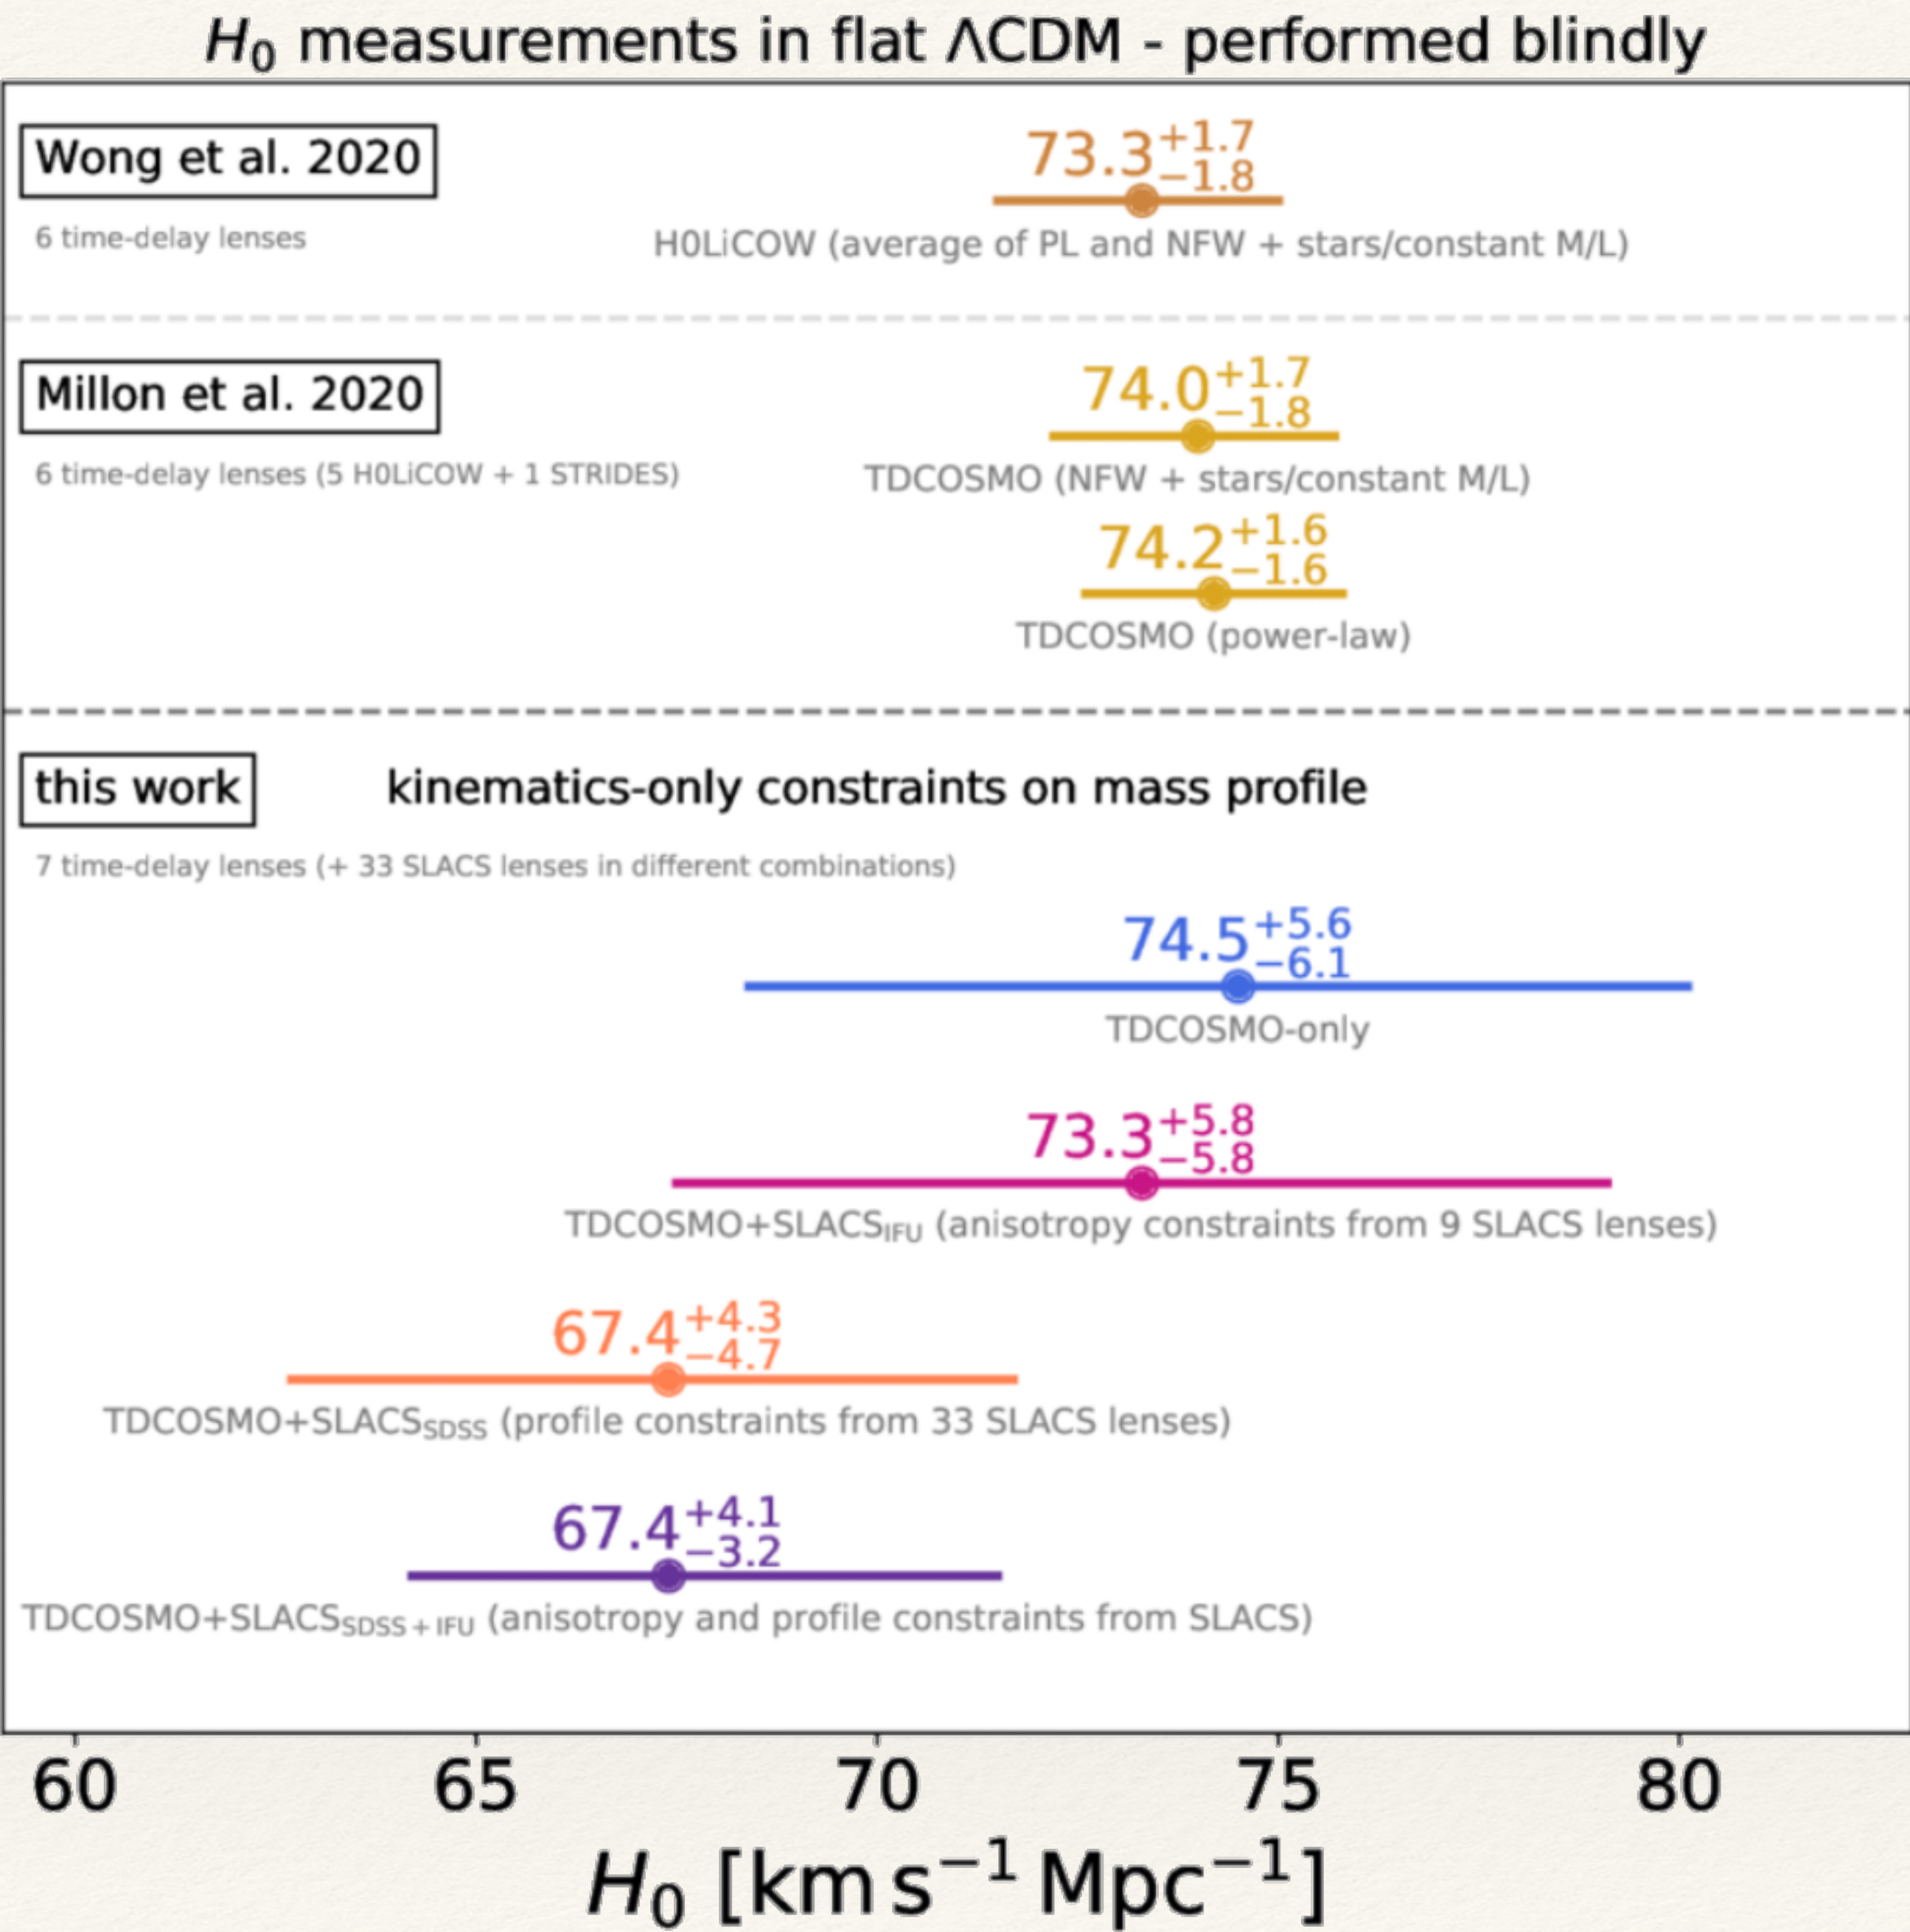 H₀ measurements in flat ΛCDM - performed blindly
Wong et al. 2020
73.3+1.7−1.8
6 time-delay lenses
H0LiCOW (average of PL and NFW + stars/constant M/L)
Millon et al. 2020
74.0+1.7−1.8
6 time-delay lenses (5 H0LiCOW + 1 STRIDES)
TDCOSMO (NFW + stars/constant M/L)
74.2+1.6−1.6
TDCOSMO (power-law)
this work
kinematics-only constraints on mass profile
7 time-delay lenses (+ 33 SLACS lenses in different combinations)
74.5+5.6−6.1
TDCOSMO-only
73.3+5.8−5.8
TDCOSMO+SLACSIFU (anisotropy constraints from 9 SLACS lenses)
67.4+4.3−4.7
TDCOSMO+SLACSSDSS (profile constraints from 33 SLACS lenses)
67.4+4.1−3.2
TDCOSMO+SLACSSDSS+IFU (anisotropy and profile constraints from SLACS)
60 65 70 75 80
H₀ [km s⁻¹ Mpc⁻¹]